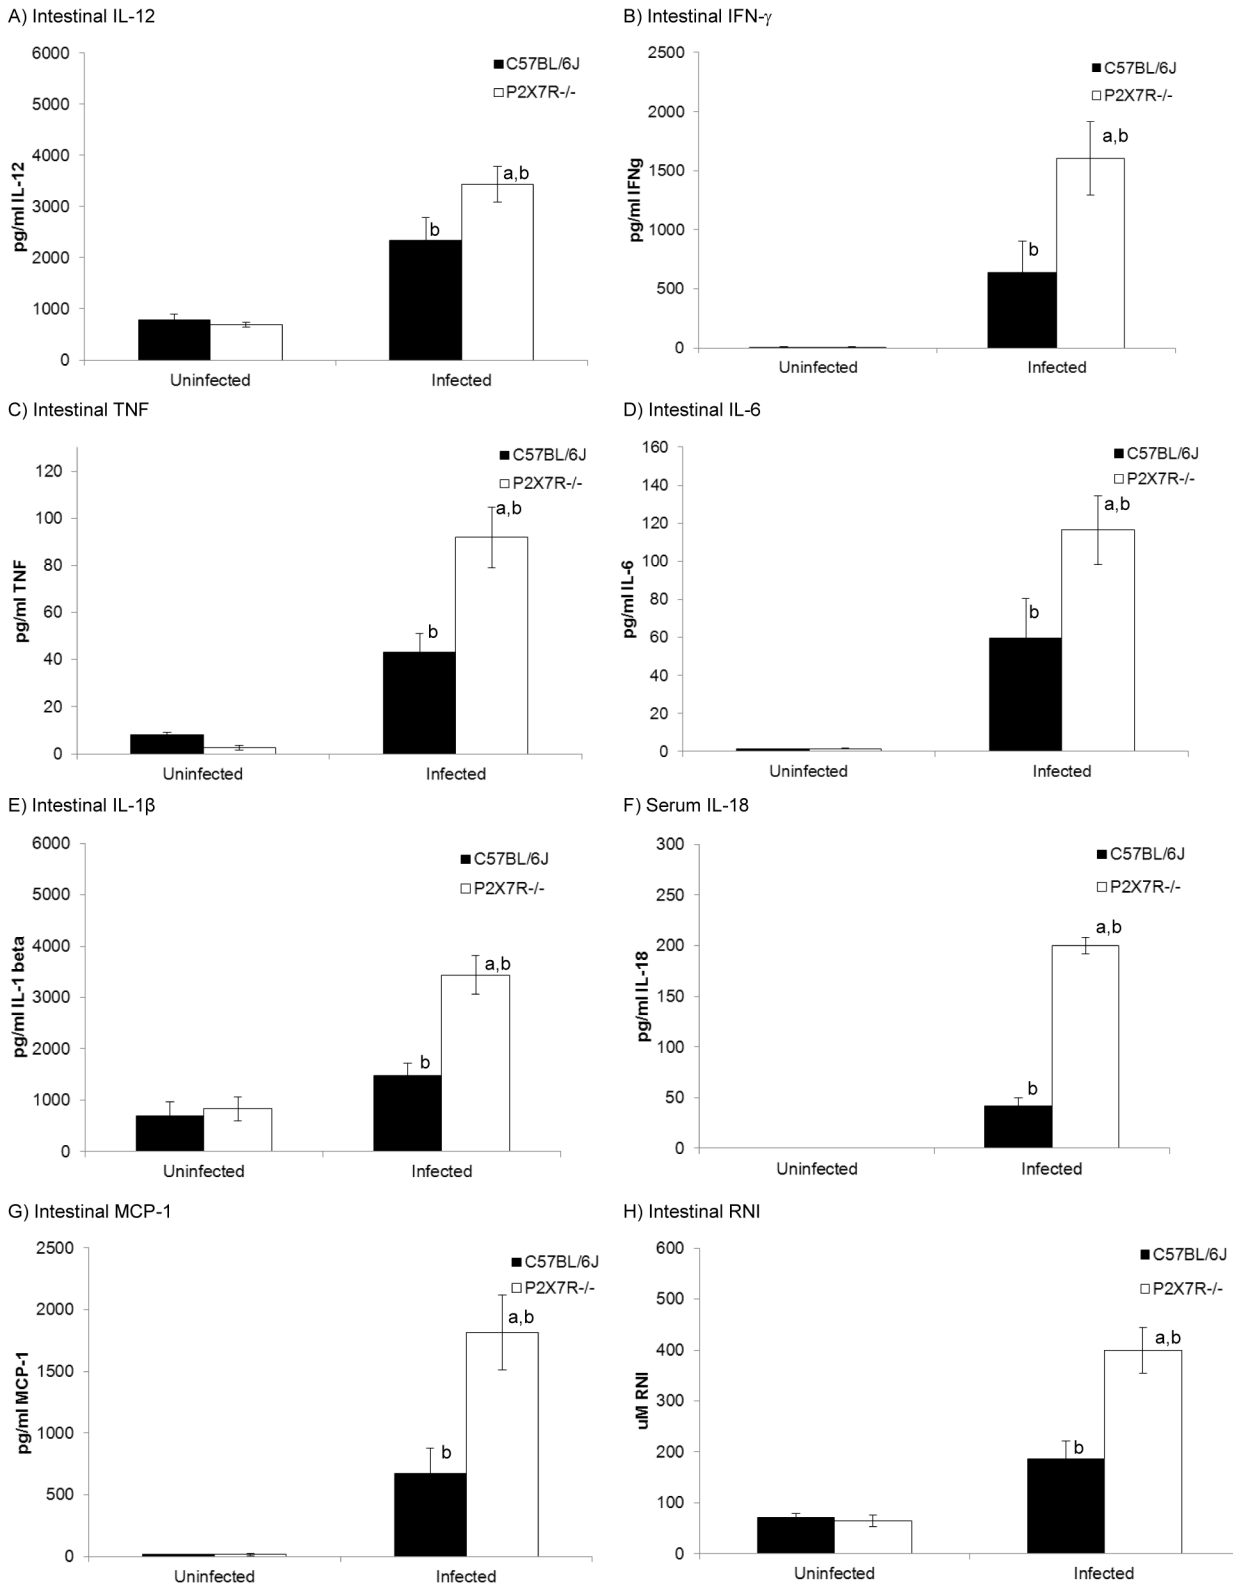 A) Intestinal IL-12
6000
5000
4000
3000
2000
1000
0
pg/ml IL-12
C57BL/6J
P2X7R-/-
b
a,b
Uninfected
Infected
B) Intestinal IFN-γ
2500
2000
1500
1000
500
0
pg/ml IFNg
C57BL/6J
P2X7R-/-
b
a,b
Uninfected
Infected
C) Intestinal TNF
120
100
80
60
40
20
0
pg/ml TNF
C57BL/6J
P2X7R-/-
b
a,b
Uninfected
Infected
D) Intestinal IL-6
160
140
120
100
80
60
40
20
0
pg/ml IL-6
C57BL/6J
P2X7R-/-
b
a,b
Uninfected
Infected
E) Intestinal IL-1β
6000
5000
4000
3000
2000
1000
0
pg/ml IL-1 beta
C57BL/6J
P2X7R-/-
b
a,b
Uninfected
Infected
F) Serum IL-18
300
250
200
150
100
50
0
pg/ml IL-18
C57BL/6J
P2X7R-/-
b
a,b
Uninfected
Infected
G) Intestinal MCP-1
2500
2000
1500
1000
500
0
pg/ml MCP-1
C57BL/6J
P2X7R-/-
b
a,b
Uninfected
Infected
H) Intestinal RNI
600
500
400
300
200
100
0
uM RNI
C57BL/6J
P2X7R-/-
b
a,b
Uninfected
Infected